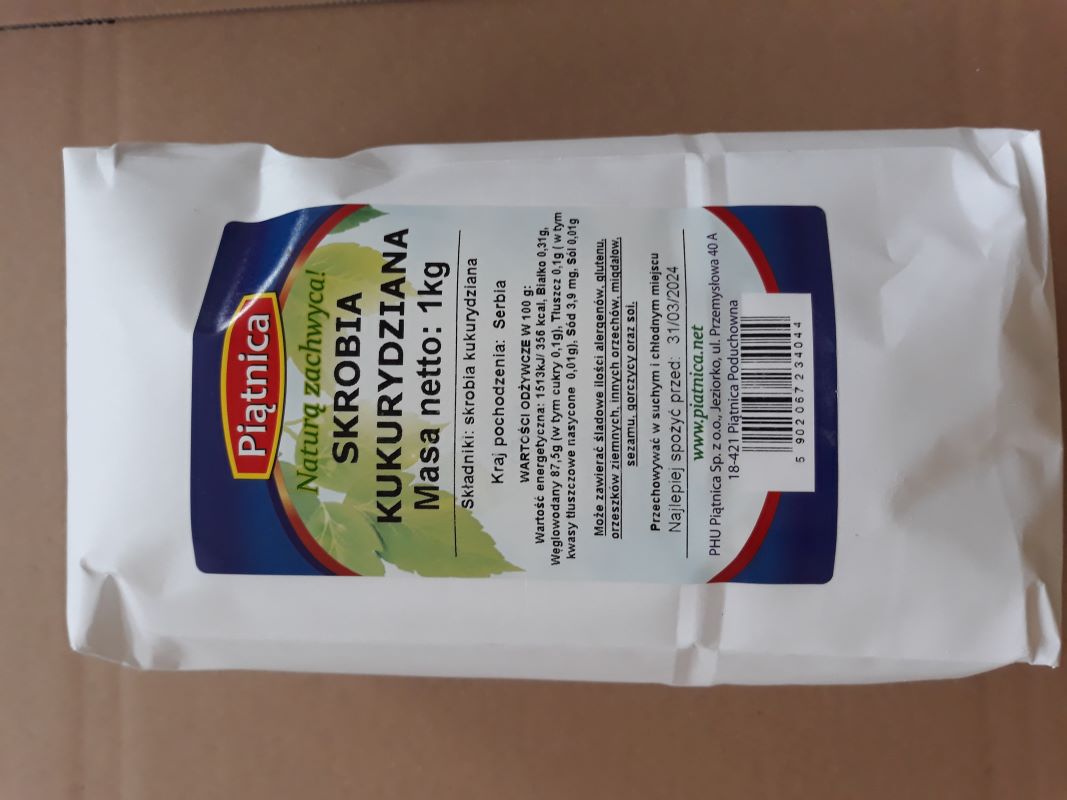 Piątnica
Naturą zachwyca!
SKROBIA
KUKURYDZIANA
Masa netto: 1kg
Składniki: skrobia kukurydziana
Kraj pochodzenia: Serbia
WARTOŚCI ODŻYWCZE W 100 g:
Wartość energetyczna: 1513kJ/ 356 kcal, Białko 0,31g,
Węglowodany 87,5g (w tym cukry 0,1g), Tłuszcz 0,1g ( w tym
kwasy tłuszczowe nasycone 0,01g), Sód 3,9 mg, Sól 0,01g
Może zawierać śladowe ilości alergenów, glutenu,
orzeszków ziemnych, innych orzechów, migdałów,
sezamu, gorczycy oraz soi.
Przechowywać w suchym i chłodnym miejscu
Najlepiej spożyć przed: 31/03/2024
www.piatnica.net
PHU Piątnica Sp. z o.o., Jeziorko, ul. Przemysłowa 40 A
18-421 Piątnica Poduchowna
5 902067 234044